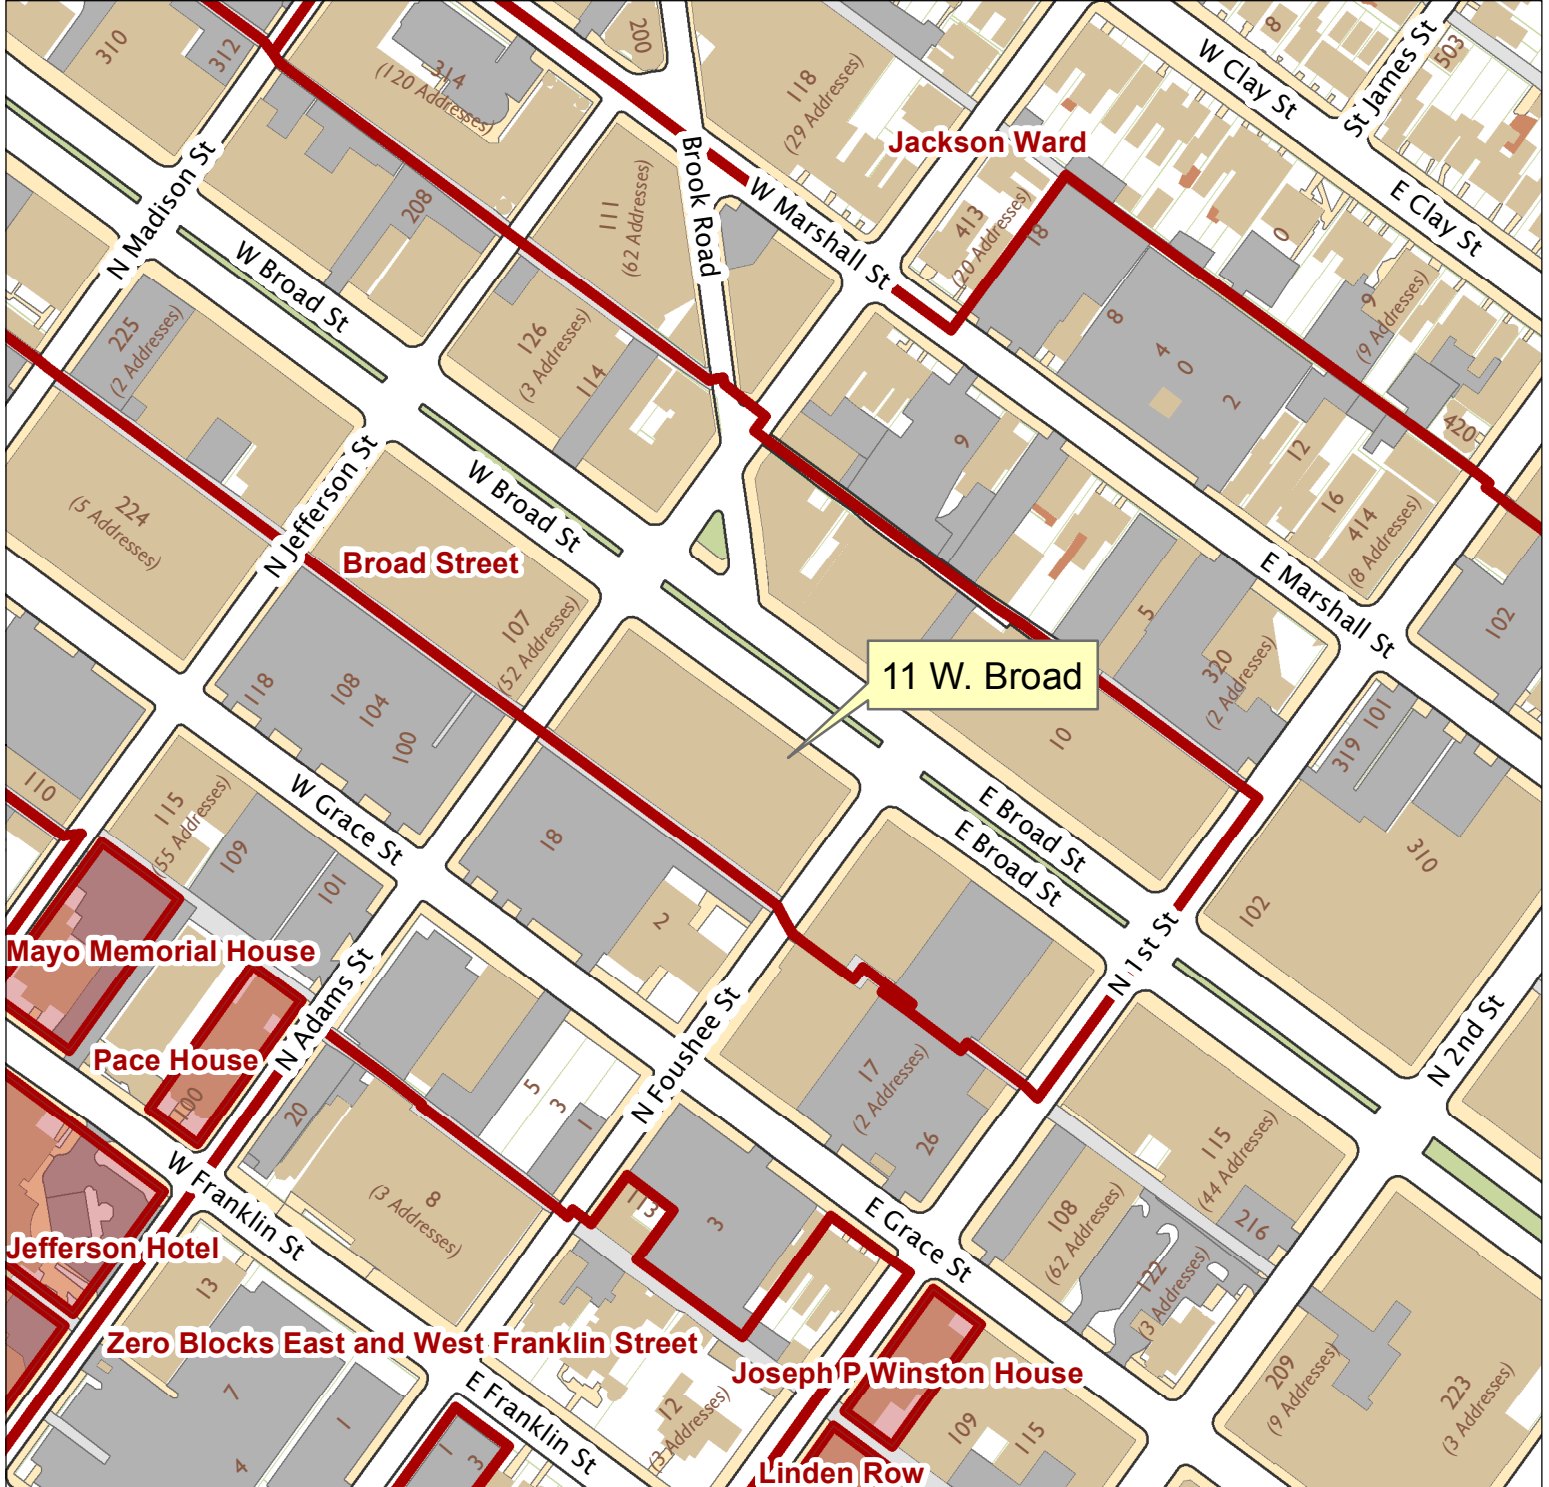 310
312
314
(120 Addresses)
200
118
(29 Addresses)
8
503
W Clay St
St James St
Jackson Ward
N Madison St
208
111
(62 Addresses)
Brook Road
W Marshall St
413
(20 Addresses)
18
0
E Clay St
9
(9 Addresses)
W Broad St
225
(2 Addresses)
126
(3 Addresses)
114
8
4
0
2
420
12
16
414
(8 Addresses)
9
N Jefferson St
W Broad St
224
(5 Addresses)
Broad Street
107
(52 Addresses)
E Marshall St
5
320
(2 Addresses)
102
11 W. Broad
118
108
104
100
10
101
319
310
102
110
115
(55 Addresses)
109
101
W Grace St
18
2
E Broad St
E Broad St
N 1st St
Mayo Memorial House
N Adams St
Pace House
100
20
5
3
1
N Foushee St
17
(2 Addresses)
26
N 2nd St
115
(44 Addresses)
216
108
(62 Addresses)
122
(3 Addresses)
W Franklin St
8
(3 Addresses)
113
3
E Grace St
Jefferson Hotel
13
Zero Blocks East and West Franklin Street
Joseph P Winston House
209
(9 Addresses)
223
(3 Addresses)
7
1
4
E Franklin St
1
3
12
(3 Addresses)
109
115
Linden Row